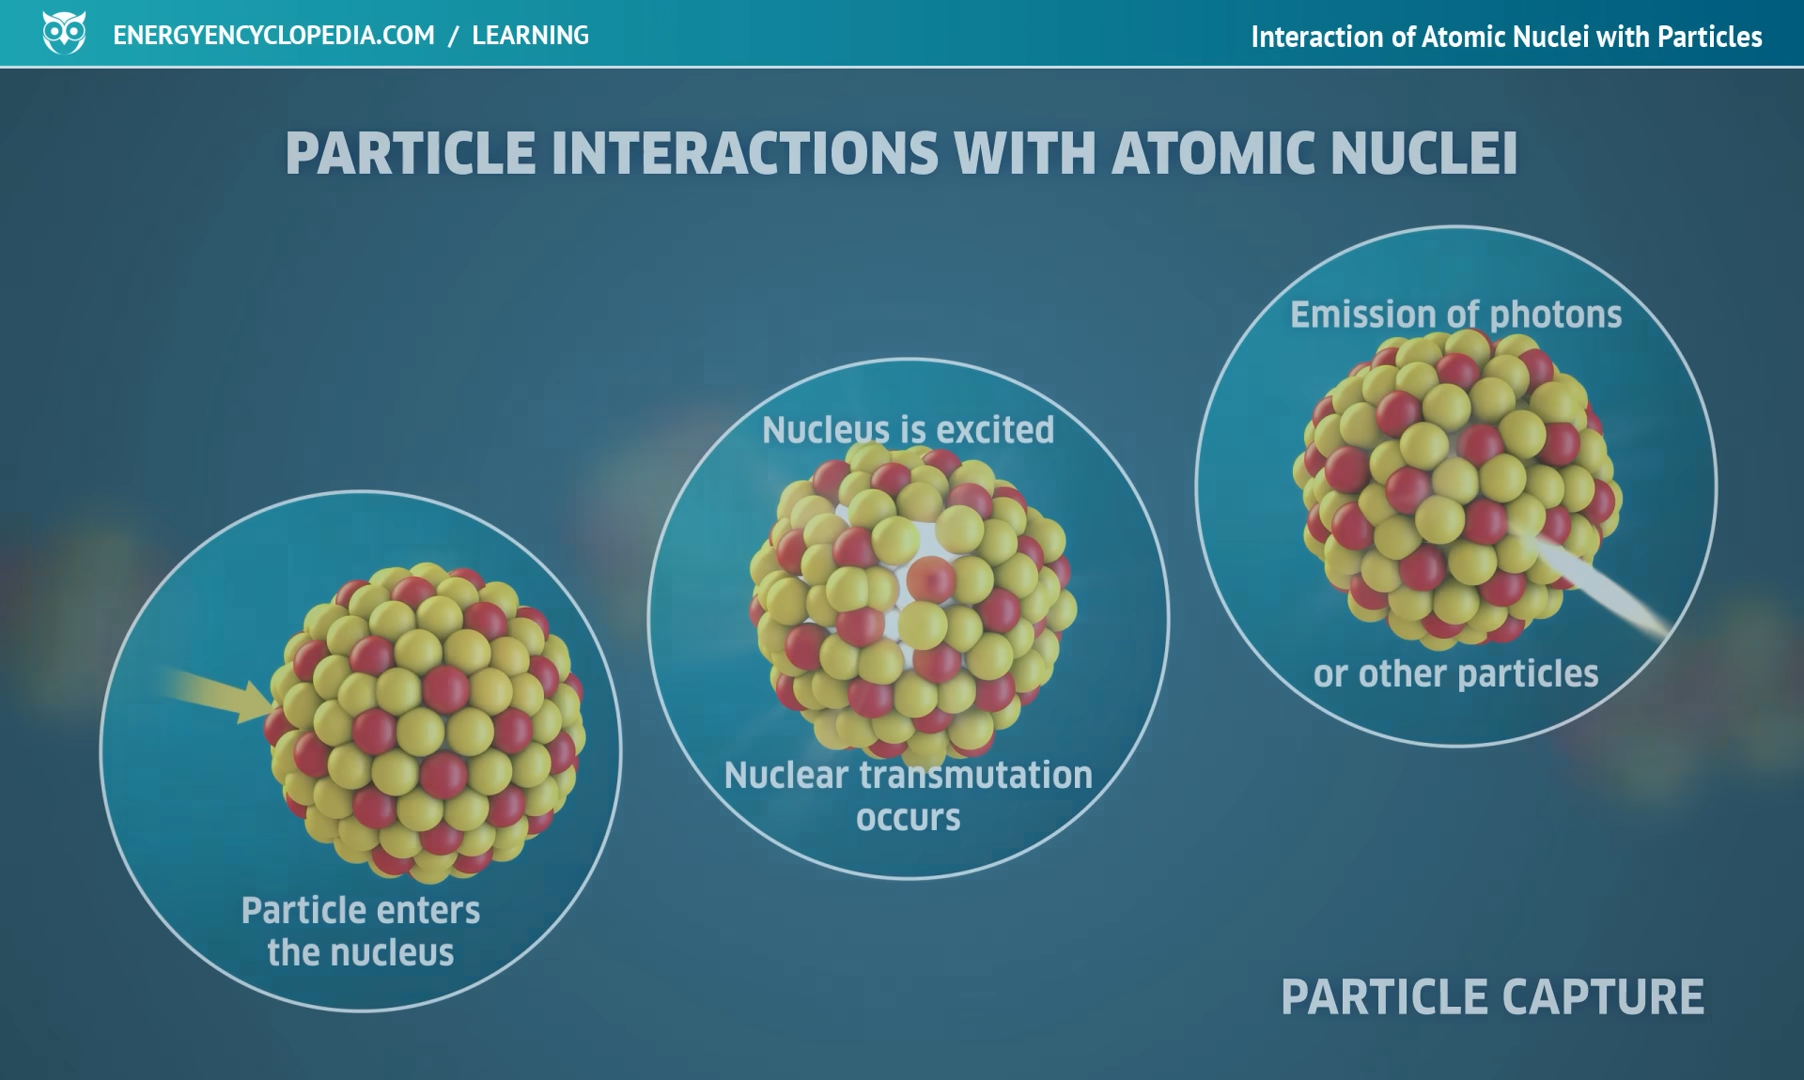 ENERGYENCYCLOPEDIA.COM / LEARNING
Interaction of Atomic Nuclei with Particles
PARTICLE INTERACTIONS WITH ATOMIC NUCLEI
Particle enters
the nucleus
Nucleus is excited
Nuclear transmutation
occurs
Emission of photons
or other particles
PARTICLE CAPTURE